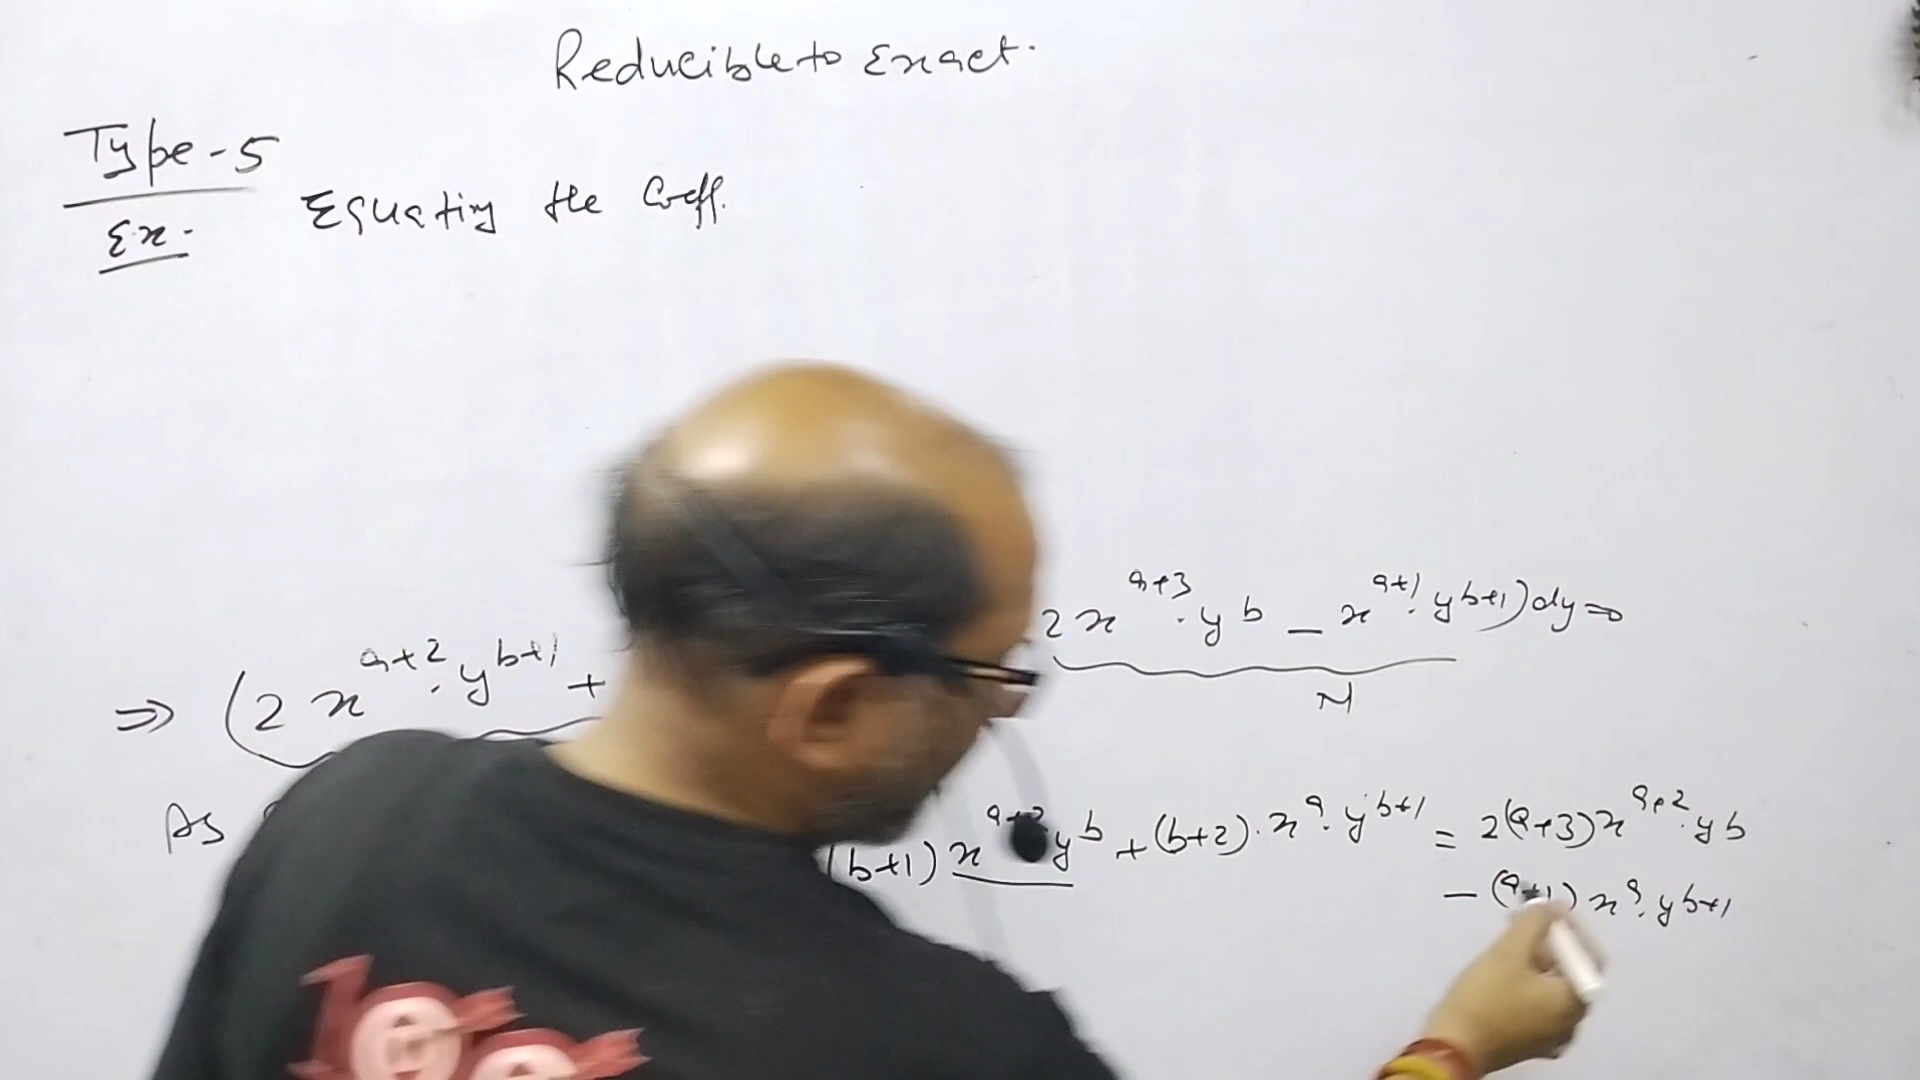 Reducible to Exact.
Type-5
Ex. Equating the Coeff.
⇒ (2x^{a+2}.y^{b+1} + 2x^{a+3}.y^b - x^{a+1}.y^{b+1})dy=0
N
As (b+1) x^{a+2} y^b + (b+2).x^a.y^{b+1} = 2(a+3)x^{a+2}.y^b
- (a+1) x^a.y^{b+1}